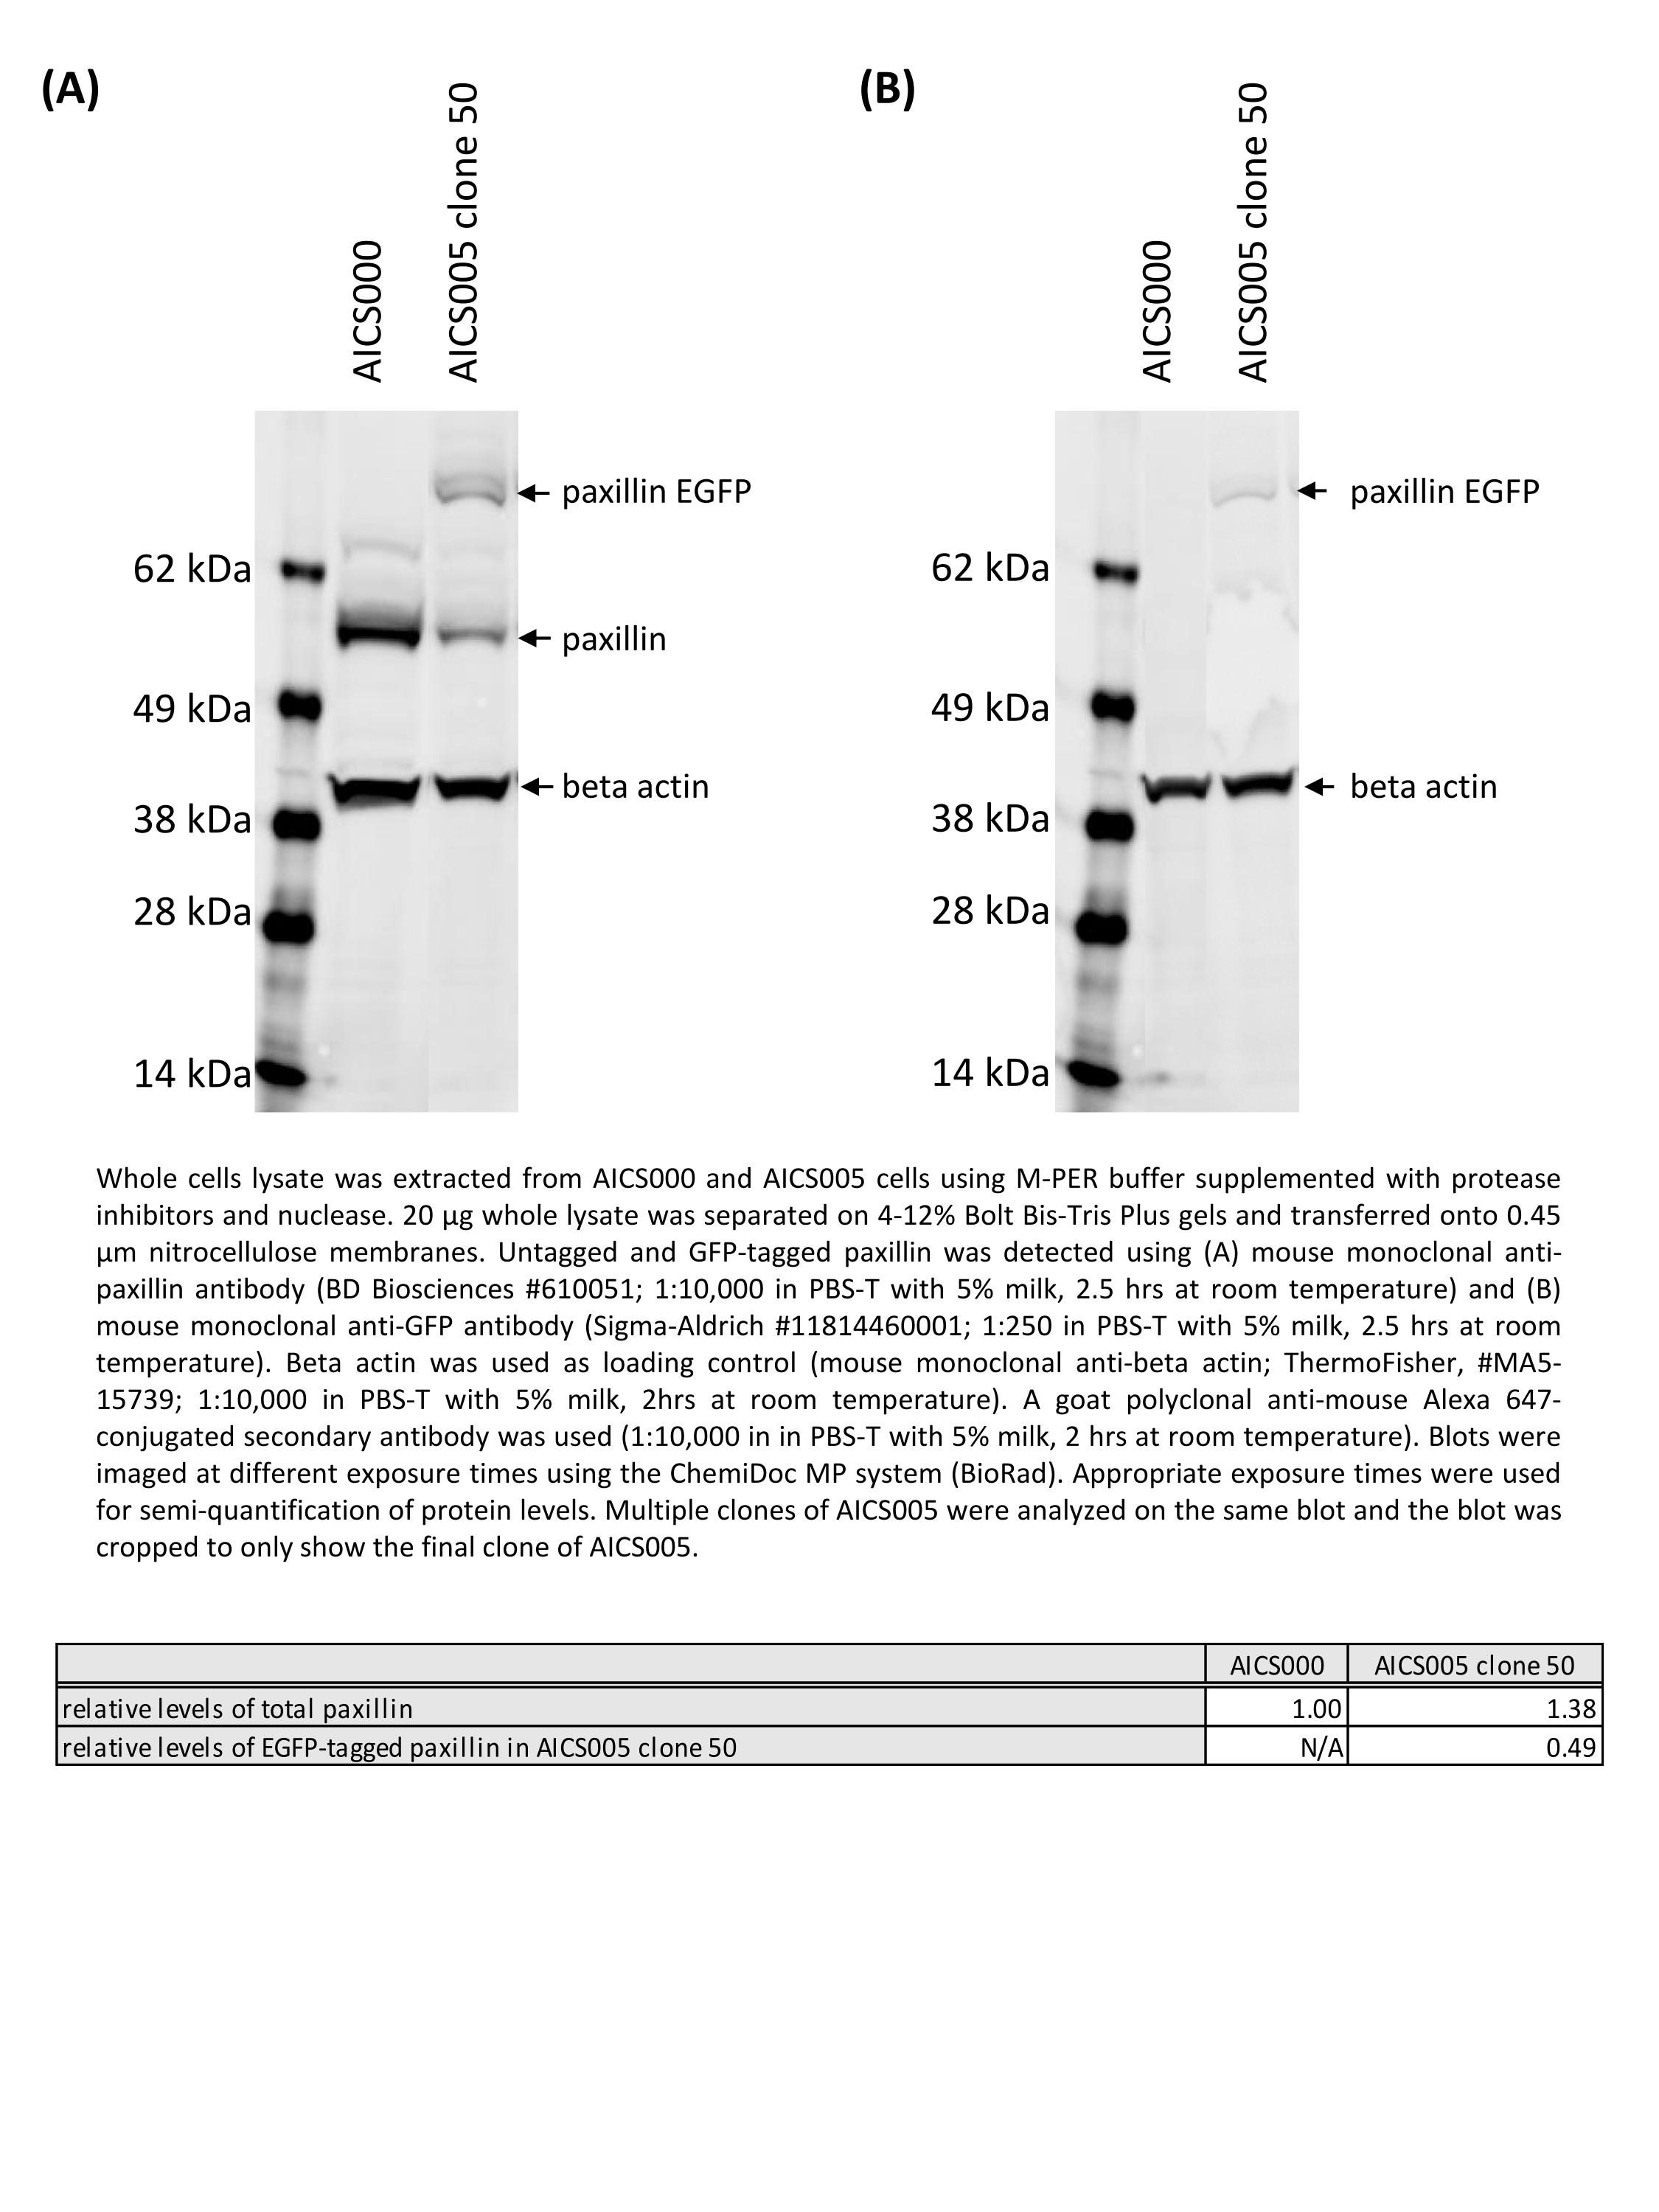 (A)
AICS000
AICS005 clone 50
paxillin EGFP
62 kDa
paxillin
49 kDa
beta actin
38 kDa
28 kDa
14 kDa
(B)
AICS000
AICS005 clone 50
paxillin EGFP
62 kDa
49 kDa
beta actin
38 kDa
28 kDa
14 kDa
Whole cells lysate was extracted from AICS000 and AICS005 cells using M-PER buffer supplemented with protease
inhibitors and nuclease. 20 µg whole lysate was separated on 4-12% Bolt Bis-Tris Plus gels and transferred onto 0.45
µm nitrocellulose membranes. Untagged and GFP-tagged paxillin was detected using (A) mouse monoclonal anti-
paxillin antibody (BD Biosciences #610051; 1:10,000 in PBS-T with 5% milk, 2.5 hrs at room temperature) and (B)
mouse monoclonal anti-GFP antibody (Sigma-Aldrich #11814460001; 1:250 in PBS-T with 5% milk, 2.5 hrs at room
temperature). Beta actin was used as loading control (mouse monoclonal anti-beta actin; ThermoFisher, #MA5-
15739; 1:10,000 in PBS-T with 5% milk, 2hrs at room temperature). A goat polyclonal anti-mouse Alexa 647-
conjugated secondary antibody was used (1:10,000 in in PBS-T with 5% milk, 2 hrs at room temperature). Blots were
imaged at different exposure times using the ChemiDoc MP system (BioRad). Appropriate exposure times were used
for semi-quantification of protein levels. Multiple clones of AICS005 were analyzed on the same blot and the blot was
cropped to only show the final clone of AICS005.
AICS000 AICS005 clone 50
relative levels of total paxillin 1.00 1.38
relative levels of EGFP-tagged paxillin in AICS005 clone 50 N/A 0.49